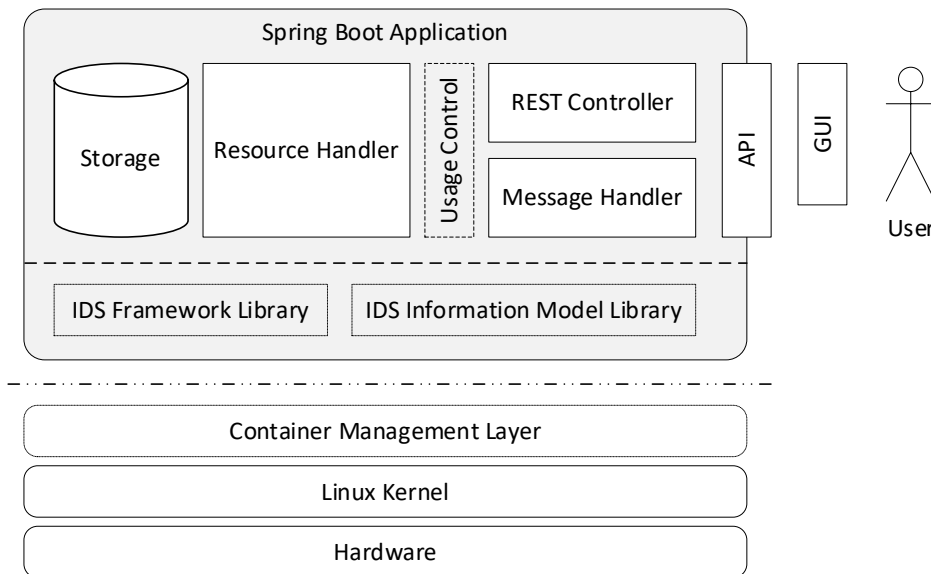 Spring Boot Application
Storage
Resource Handler
Usage Control
REST Controller
Message Handler
API
GUI
User
IDS Framework Library
IDS Information Model Library
Container Management Layer
Linux Kernel
Hardware